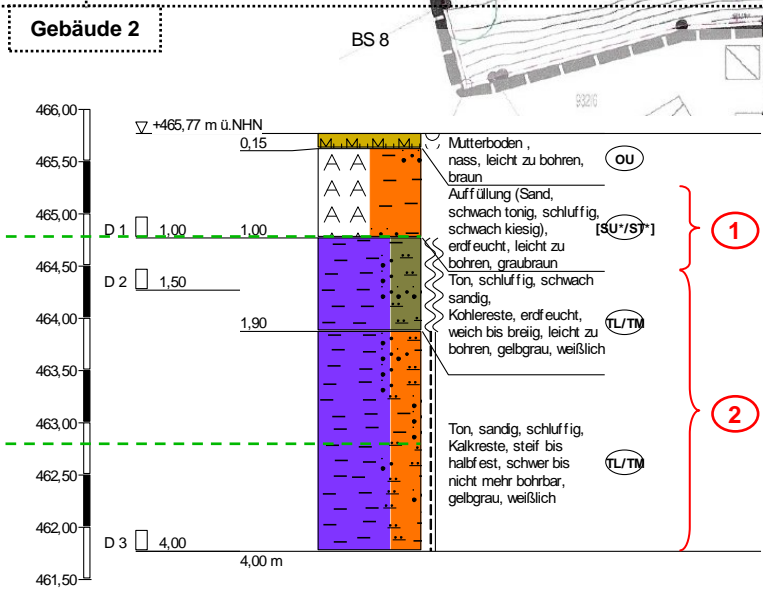 Gebäude 2
BS 8
932/6
466,00
465,50
465,00
464,50
464,00
463,50
463,00
462,50
462,00
461,50
+465,77 m ü.NHN
0,15
D 1 1,00 1,00
D 2 1,50
1,90
D 3 4,00
4,00 m
M M M M
Mutterboden ,
nass, leicht zu bohren,
braun
OU
Auffüllung (Sand,
schwach tonig, schluffig,
schwach kiesig),
erdfeucht, leicht zu
bohren, graubraun
[SU*/ST*]
1
Ton, schluffig, schwach
sandig,
Kohlereste, erdfeucht,
weich bis breiig, leicht zu
bohren, gelbgrau, weißlich
TL/TM
2
Ton, sandig, schluffig,
Kalkreste, steif bis
halbfest, schwer bis
nicht mehr bohrbar,
gelbgrau, weißlich
TL/TM